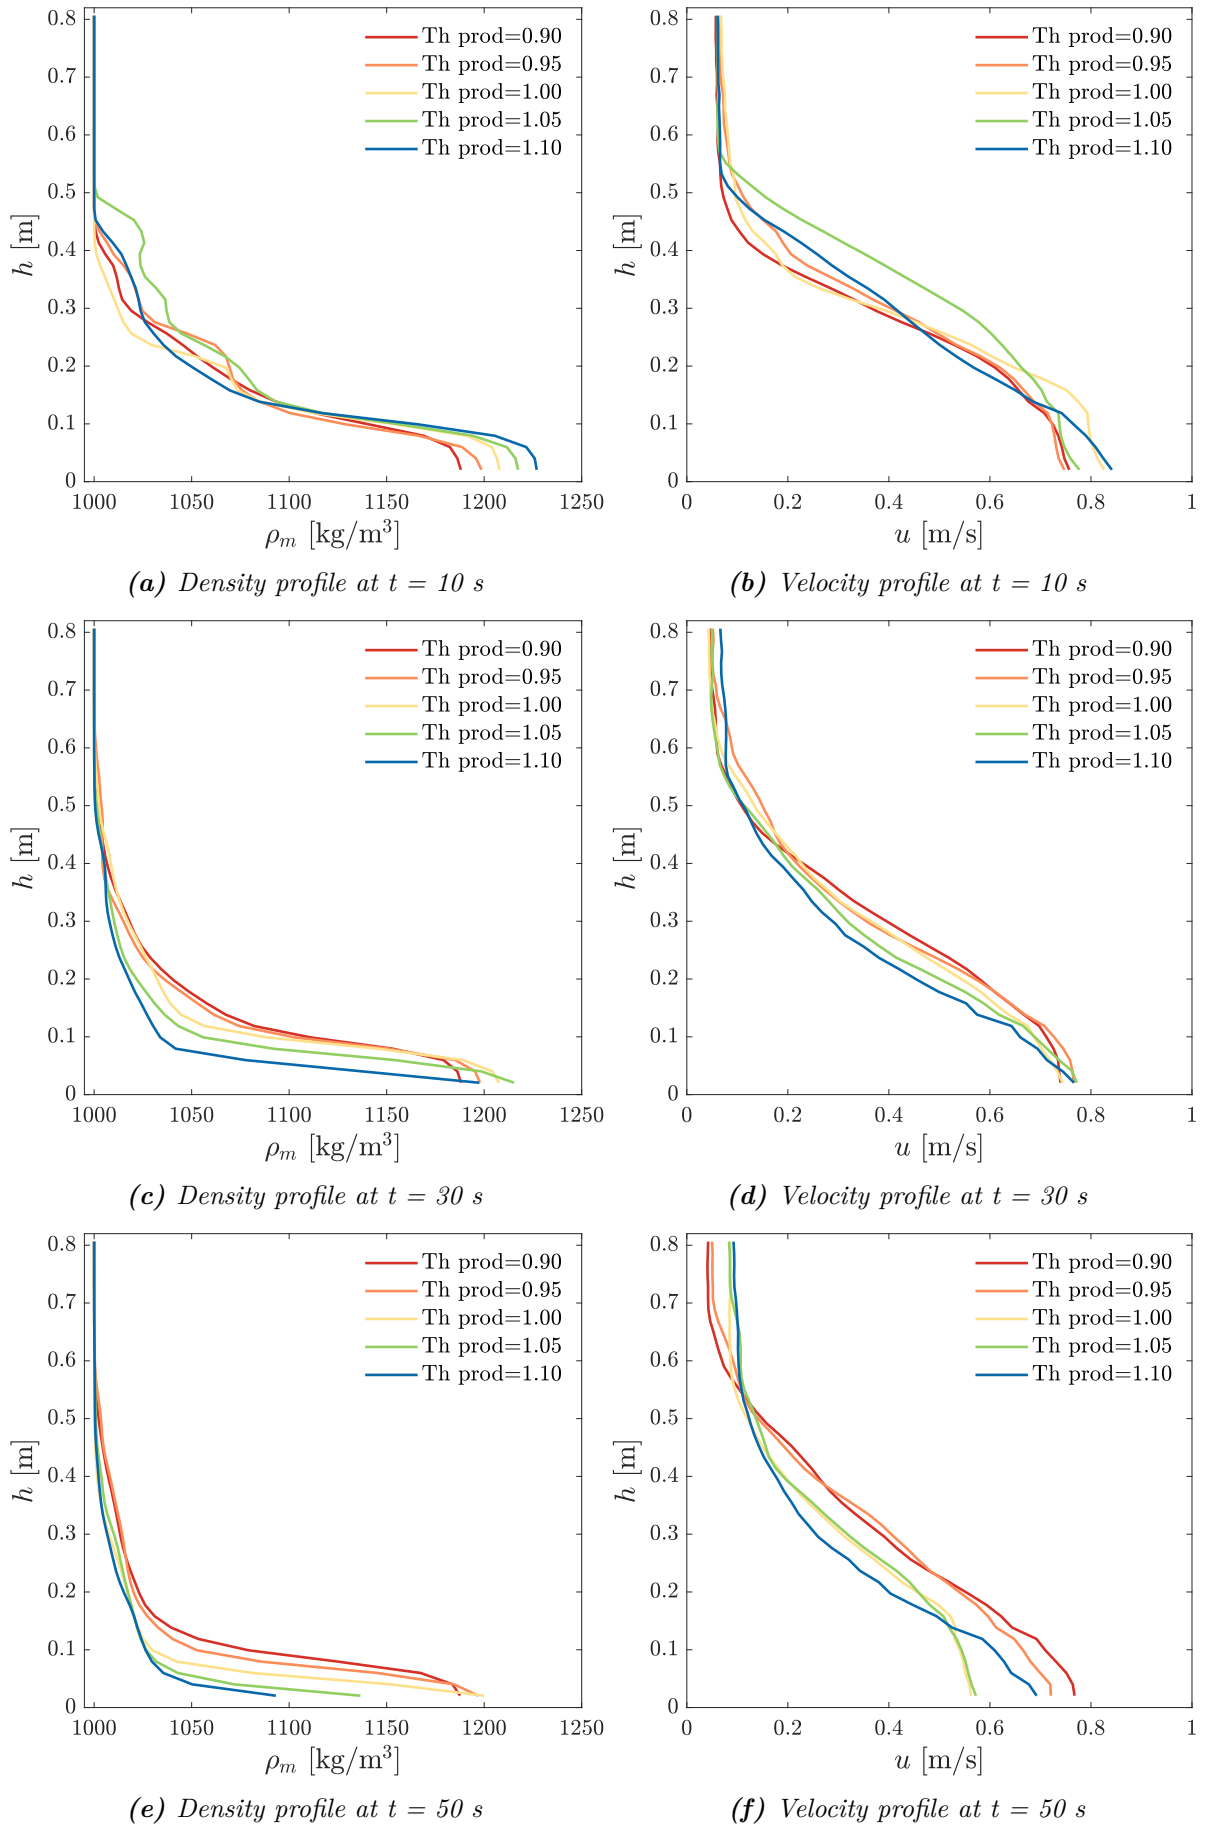 0.8
0.7
0.6
0.5
0.4
0.3
0.2
0.1
0
h [m]
1000 1050 1100 1150 1200 1250
ρm [kg/m³]
Th prod=0.90
Th prod=0.95
Th prod=1.00
Th prod=1.05
Th prod=1.10
(a) Density profile at t = 10 s
0.8
0.7
0.6
0.5
0.4
0.3
0.2
0.1
0
h [m]
0 0.2 0.4 0.6 0.8 1
u [m/s]
Th prod=0.90
Th prod=0.95
Th prod=1.00
Th prod=1.05
Th prod=1.10
(b) Velocity profile at t = 10 s
0.8
0.7
0.6
0.5
0.4
0.3
0.2
0.1
0
h [m]
1000 1050 1100 1150 1200 1250
ρm [kg/m³]
Th prod=0.90
Th prod=0.95
Th prod=1.00
Th prod=1.05
Th prod=1.10
(c) Density profile at t = 30 s
0.8
0.7
0.6
0.5
0.4
0.3
0.2
0.1
0
h [m]
0 0.2 0.4 0.6 0.8 1
u [m/s]
Th prod=0.90
Th prod=0.95
Th prod=1.00
Th prod=1.05
Th prod=1.10
(d) Velocity profile at t = 30 s
0.8
0.7
0.6
0.5
0.4
0.3
0.2
0.1
0
h [m]
1000 1050 1100 1150 1200 1250
ρm [kg/m³]
Th prod=0.90
Th prod=0.95
Th prod=1.00
Th prod=1.05
Th prod=1.10
(e) Density profile at t = 50 s
0.8
0.7
0.6
0.5
0.4
0.3
0.2
0.1
0
h [m]
0 0.2 0.4 0.6 0.8 1
u [m/s]
Th prod=0.90
Th prod=0.95
Th prod=1.00
Th prod=1.05
Th prod=1.10
(f) Velocity profile at t = 50 s